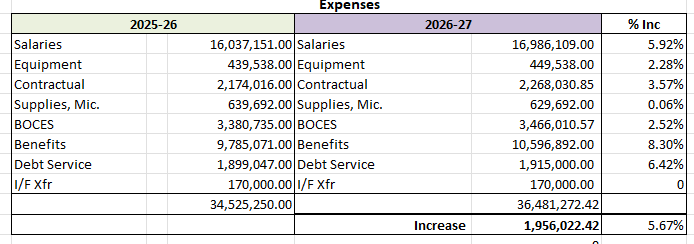 Expenses
2025-26 2026-27 % Inc
Salaries 16,037,151.00 Salaries 16,986,109.00 5.92%
Equipment 439,538.00 Equipment 449,538.00 2.28%
Contractual 2,174,016.00 Contractual 2,268,030.85 3.57%
Supplies, Mic. 639,692.00 Supplies, Mic. 629,692.00 0.06%
BOCES 3,380,735.00 BOCES 3,466,010.57 2.52%
Benefits 9,785,071.00 Benefits 10,596,892.00 8.30%
Debt Service 1,899,047.00 Debt Service 1,915,000.00 6.42%
I/F Xfr 170,000.00 I/F Xfr 170,000.00 0
34,525,250.00 36,481,272.42
Increase 1,956,022.42 5.67%